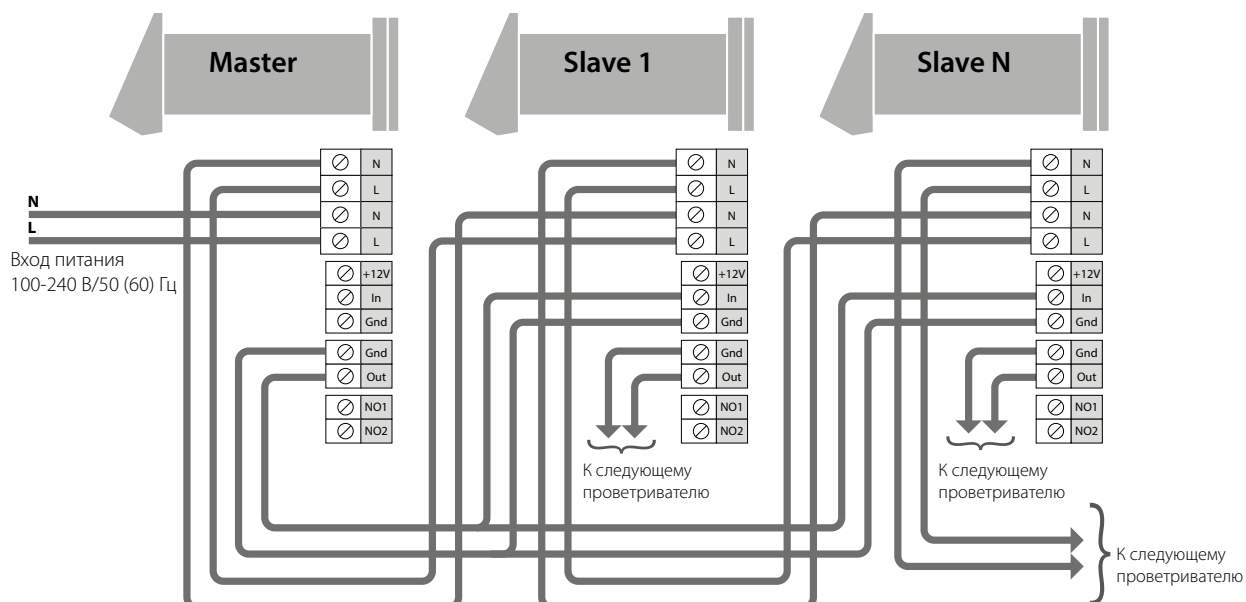 Master
Slave 1
Slave N
N
L
N
L
+12V
In
Gnd
Gnd
Out
NO1
NO2
N
L
N
L
+12V
In
Gnd
Gnd
Out
NO1
NO2
N
L
N
L
+12V
In
Gnd
Gnd
Out
NO1
NO2
N
L
Вход питания
100-240 В/50 (60) Гц
К следующему
проветривателю
К следующему
проветривателю
К следующему
проветривателю